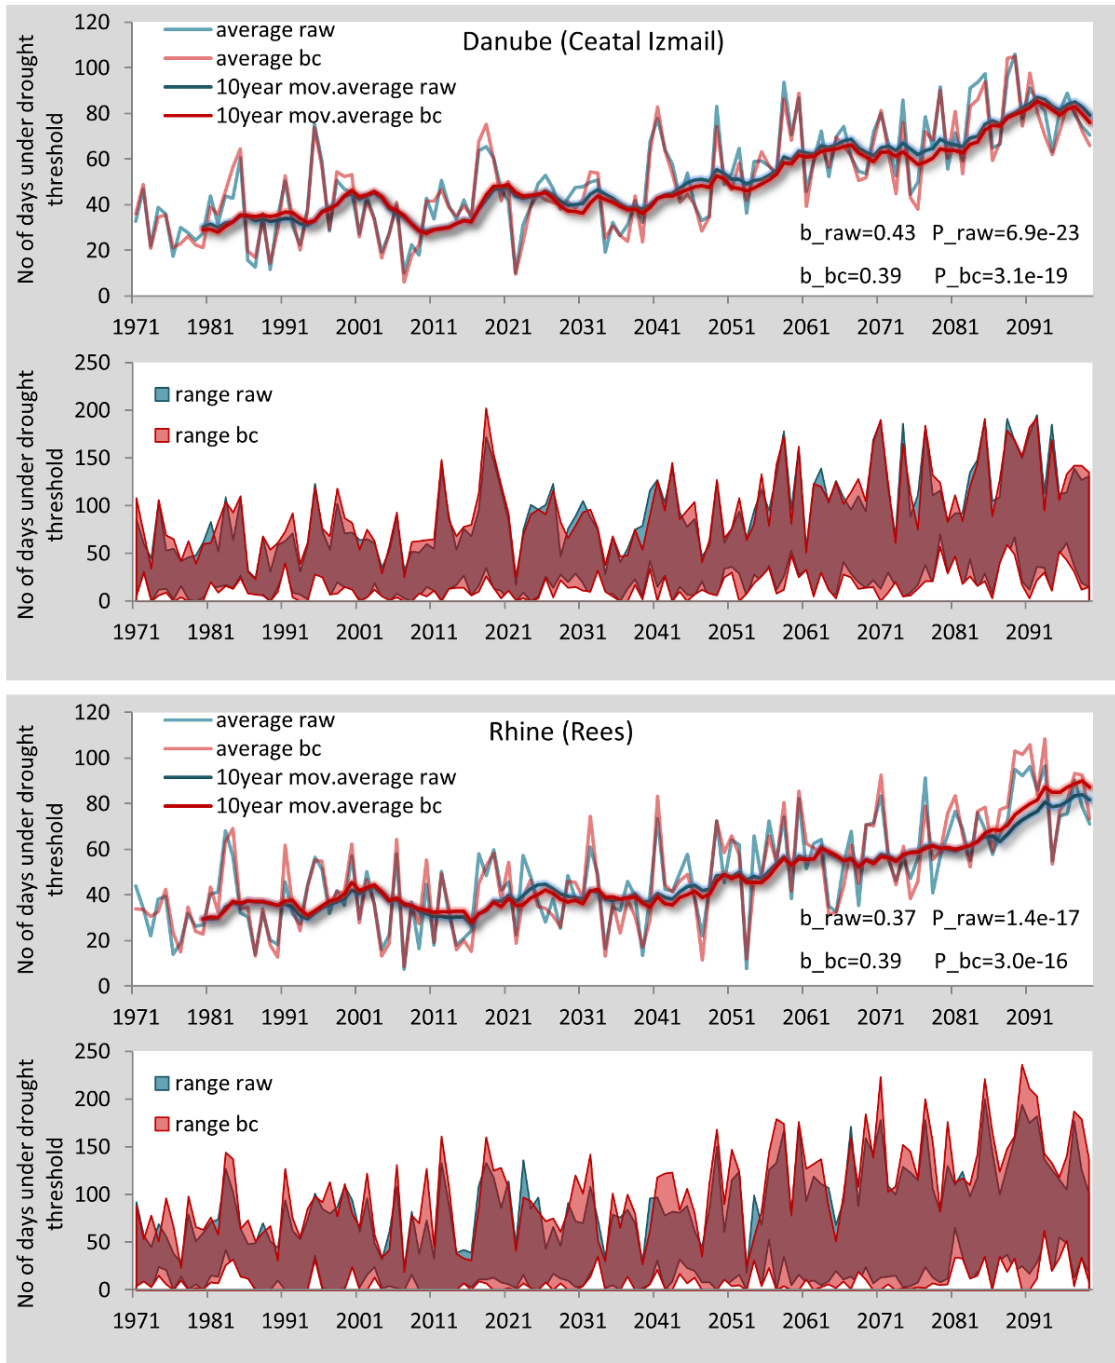 Danube (Ceatal Izmail)
No of days under drought
threshold
average raw
average bc
10year mov.average raw
10year mov.average bc
120
100
80
60
40
20
0
b_raw=0.43 P_raw=6.9e-23
b_bc=0.39 P_bc=3.1e-19
1971 1981 1991 2001 2011 2021 2031 2041 2051 2061 2071 2081 2091
No of days under drought
threshold
range raw
range bc
250
200
150
100
50
0
1971 1981 1991 2001 2011 2021 2031 2041 2051 2061 2071 2081 2091
Rhine (Rees)
No of days under drought
threshold
average raw
average bc
10year mov.average raw
10year mov.average bc
120
100
80
60
40
20
0
b_raw=0.37 P_raw=1.4e-17
b_bc=0.39 P_bc=3.0e-16
1971 1981 1991 2001 2011 2021 2031 2041 2051 2061 2071 2081 2091
No of days under drought
threshold
range raw
range bc
250
200
150
100
50
0
1971 1981 1991 2001 2011 2021 2031 2041 2051 2061 2071 2081 2091